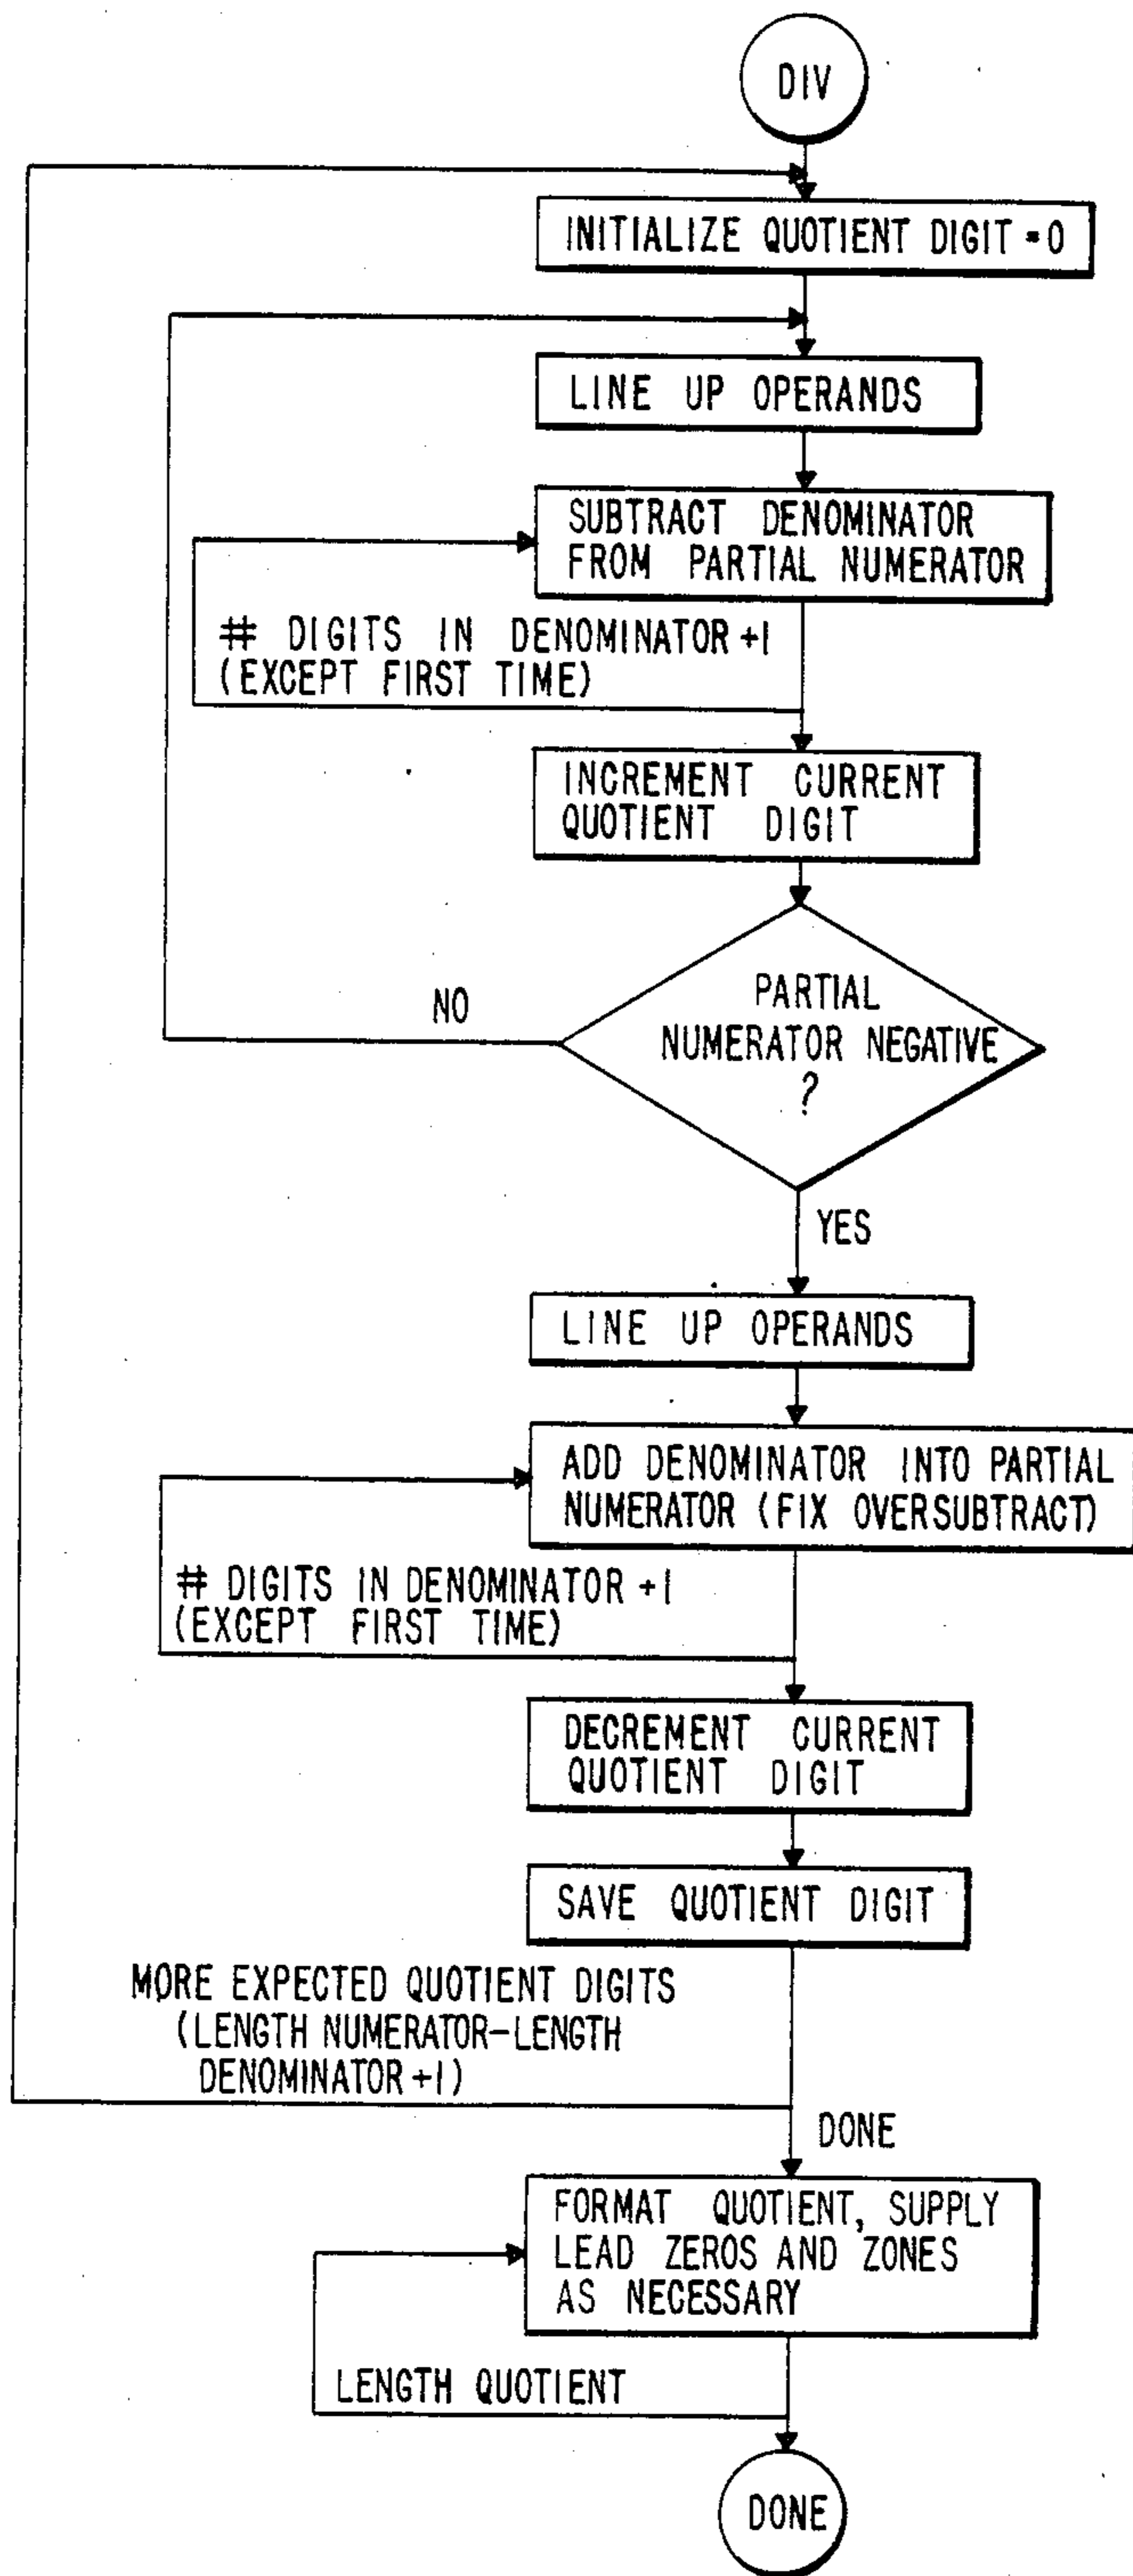 DIV
INITIALIZE QUOTIENT DIGIT = 0
LINE UP OPERANDS
SUBTRACT DENOMINATOR
FROM PARTIAL NUMERATOR
# DIGITS IN DENOMINATOR +1
(EXCEPT FIRST TIME)
INCREMENT CURRENT
QUOTIENT DIGIT
NO
PARTIAL
NUMERATOR NEGATIVE
?
YES
LINE UP OPERANDS
ADD DENOMINATOR INTO PARTIAL
NUMERATOR (FIX OVERSUBTRACT)
# DIGITS IN DENOMINATOR +1
(EXCEPT FIRST TIME)
DECREMENT CURRENT
QUOTIENT DIGIT
SAVE QUOTIENT DIGIT
MORE EXPECTED QUOTIENT DIGITS
(LENGTH NUMERATOR-LENGTH
DENOMINATOR +1)
DONE
FORMAT QUOTIENT, SUPPLY
LEAD ZEROS AND ZONES
AS NECESSARY
LENGTH QUOTIENT
DONE